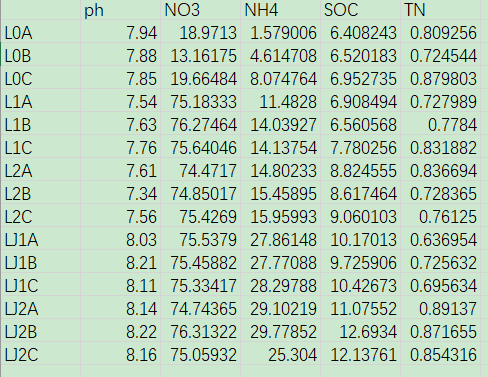 ph NO3 NH4 SOC TN
L0A 7.94 18.9713 1.579006 6.408243 0.809256
L0B 7.88 13.16175 4.614708 6.520183 0.724544
L0C 7.85 19.66484 8.074764 6.952735 0.879803
L1A 7.54 75.18333 11.4828 6.908494 0.727989
L1B 7.63 76.27464 14.03927 6.560568 0.7784
L1C 7.76 75.64046 14.13754 7.780256 0.831882
L2A 7.61 74.4717 14.80233 8.824555 0.836694
L2B 7.34 74.85017 15.45895 8.617464 0.728365
L2C 7.56 75.4269 15.95993 9.060103 0.76125
LJ1A 8.03 75.5379 27.86148 10.17013 0.636954
LJ1B 8.21 75.45882 27.77088 9.725906 0.725632
LJ1C 8.11 75.33417 28.29788 10.42673 0.695634
LJ2A 8.14 74.74365 29.10219 11.07552 0.89137
LJ2B 8.22 76.31322 29.77852 12.6934 0.871655
LJ2C 8.16 75.05932 25.304 12.13761 0.854316